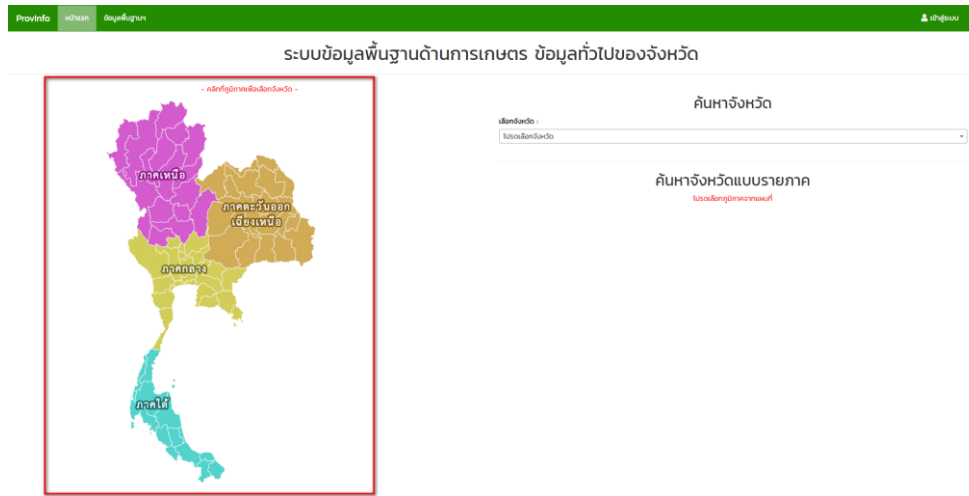 ProvInfo หน้าแรก ข้อมูลพื้นฐานฯ เข้าสู่ระบบ
ระบบข้อมูลพื้นฐานด้านการเกษตร ข้อมูลทั่วไปของจังหวัด
- คลิกที่ภูมิภาคเพื่อเลือกจังหวัด -
ภาคเหนือ
ภาคตะวันออก
เฉียงเหนือ
ภาคกลาง
ภาคใต้
ค้นหาจังหวัด
เลือกจังหวัด :
โปรดเลือกจังหวัด
ค้นหาจังหวัดแบบรายภาค
โปรดเลือกภูมิภาคจากแผนที่